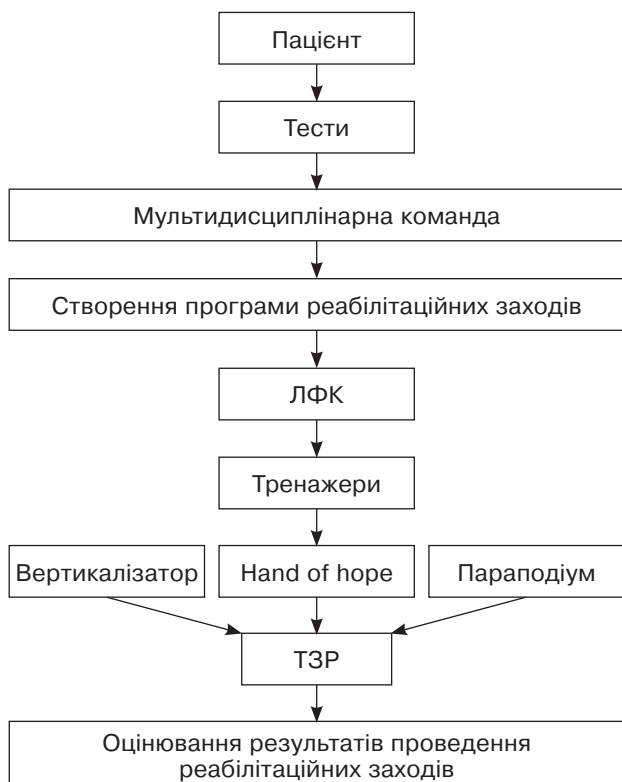 Пацієнт
Тести
Мультидисциплінарна команда
Створення програми реабілітаційних заходів
ЛФК
Тренажери
Вертикалізатор
Hand of hope
Параподіум
ТЗР
Оцінювання результатів проведення
реабілітаційних заходів